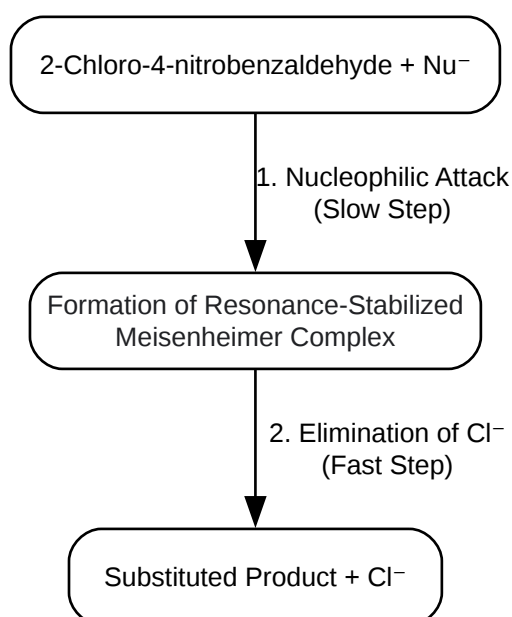 2-Chloro-4-nitrobenzaldehyde + Nu⁻
1. Nucleophilic Attack
(Slow Step)
Formation of Resonance-Stabilized
Meisenheimer Complex
2. Elimination of Cl⁻
(Fast Step)
Substituted Product + Cl⁻